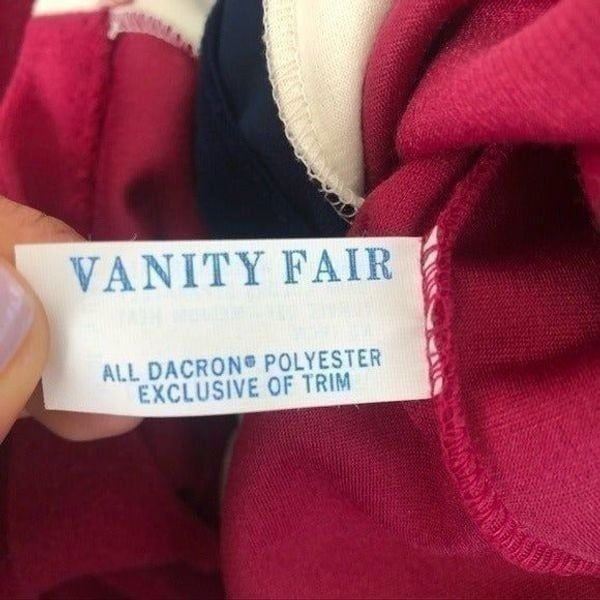 VANITY FAIR
ALL DACRON® POLYESTER
EXCLUSIVE OF TRIM